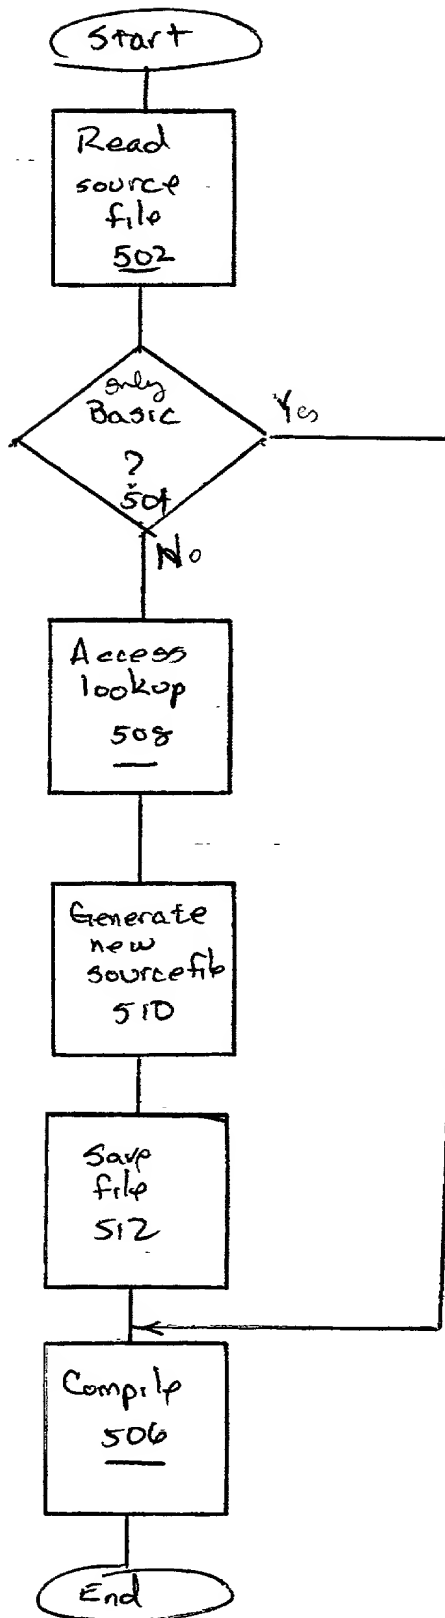 Start
Read
source
file
502
only
Basic
?
504
Yes
No
Access
lookup
508
Generate
new
sourcefile
510
Save
file
512
Compile
506
End